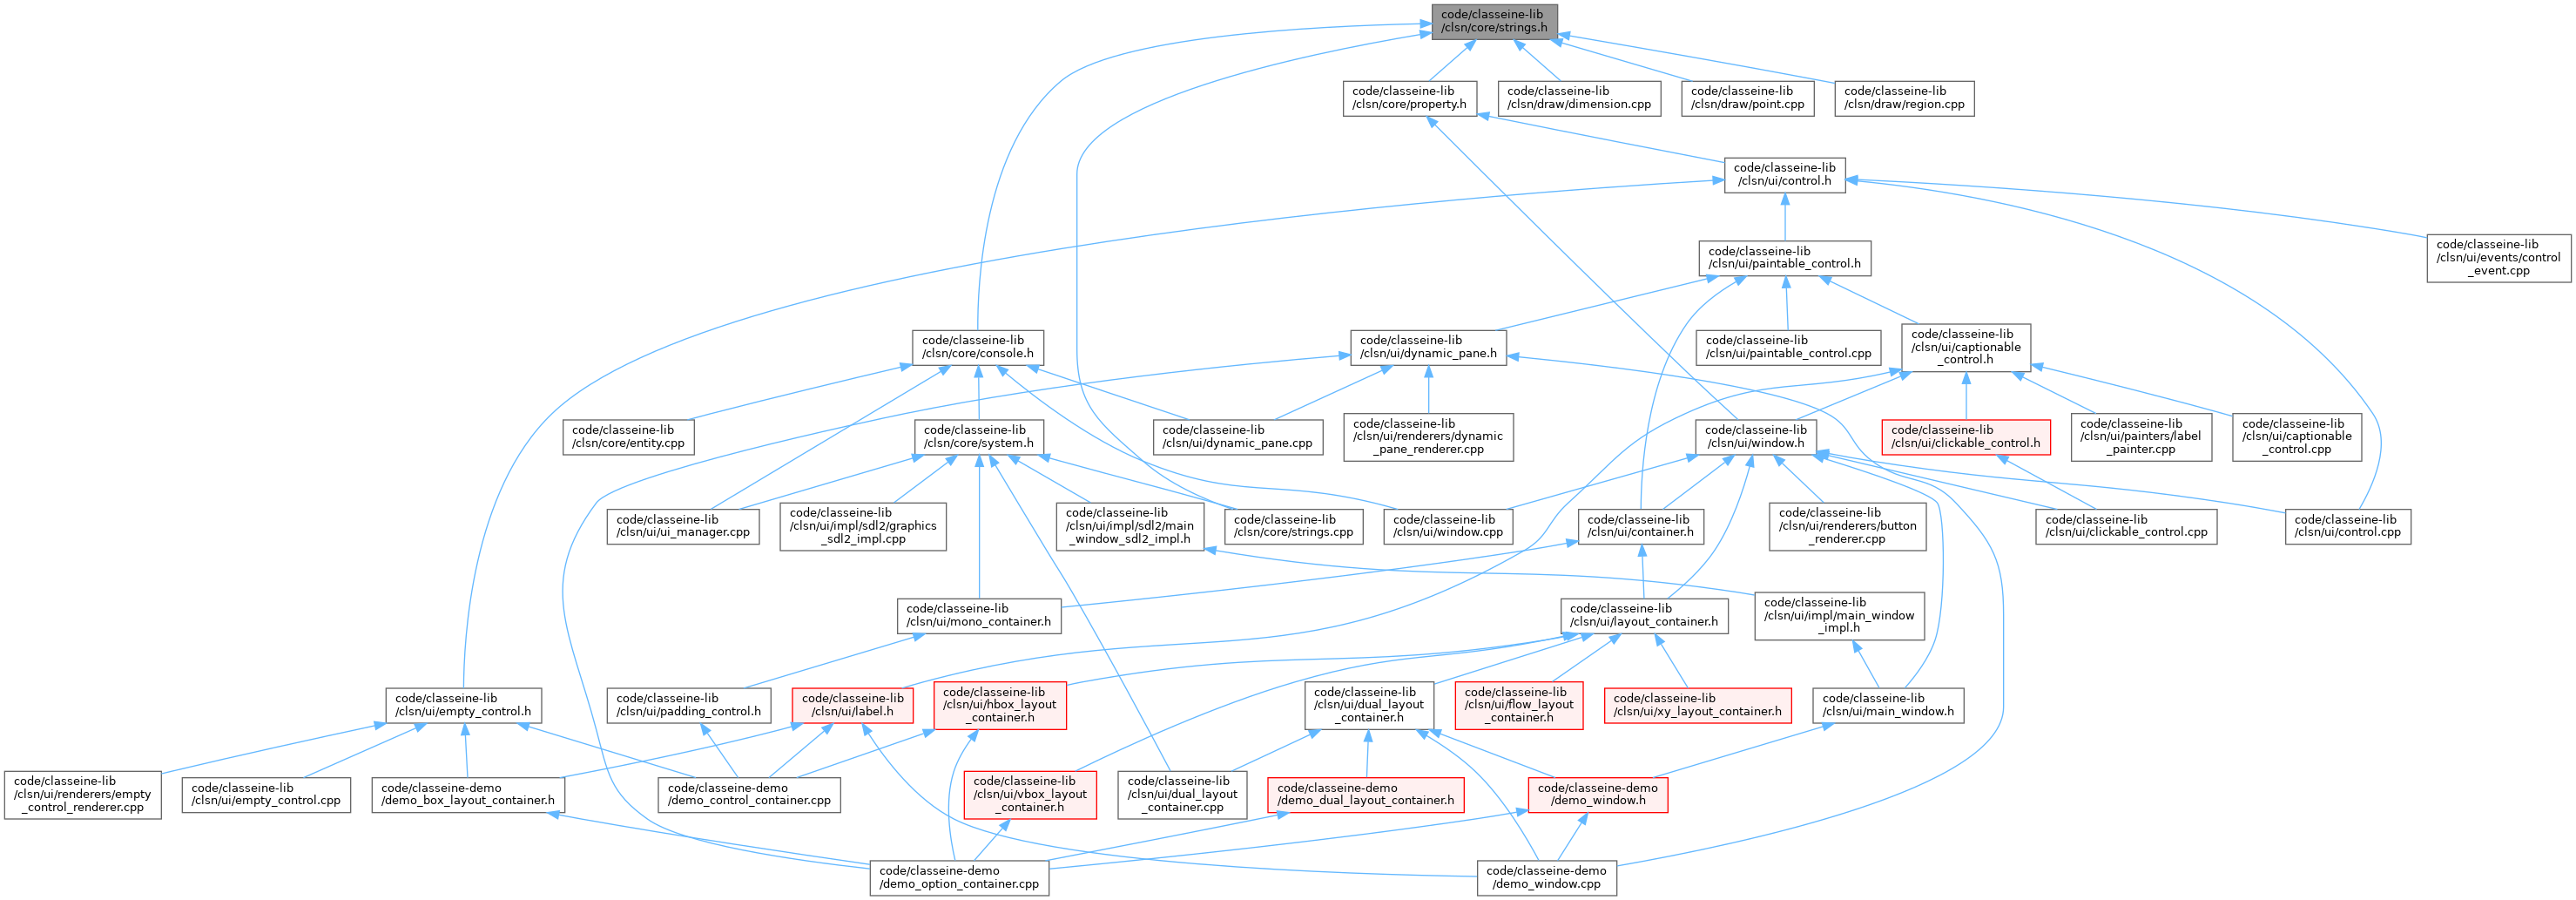 code/classeine-lib
/clsn/core/strings.h
code/classeine-lib
/clsn/core/property.h
code/classeine-lib
/clsn/draw/dimension.cpp
code/classeine-lib
/clsn/draw/point.cpp
code/classeine-lib
/clsn/draw/region.cpp
code/classeine-lib
/clsn/ui/control.h
code/classeine-lib
/clsn/ui/paintable_control.h
code/classeine-lib
/clsn/ui/events/control
_event.cpp
code/classeine-lib
/clsn/core/console.h
code/classeine-lib
/clsn/ui/dynamic_pane.h
code/classeine-lib
/clsn/ui/paintable_control.cpp
code/classeine-lib
/clsn/ui/captionable
_control.h
code/classeine-lib
/clsn/core/entity.cpp
code/classeine-lib
/clsn/core/system.h
code/classeine-lib
/clsn/ui/dynamic_pane.cpp
code/classeine-lib
/clsn/ui/renderers/dynamic
_pane_renderer.cpp
code/classeine-lib
/clsn/ui/window.h
code/classeine-lib
/clsn/ui/clickable_control.h
code/classeine-lib
/clsn/ui/painters/label
_painter.cpp
code/classeine-lib
/clsn/ui/captionable
_control.cpp
code/classeine-lib
/clsn/ui/ui_manager.cpp
code/classeine-lib
/clsn/ui/impl/sdl2/graphics
_sdl2_impl.cpp
code/classeine-lib
/clsn/ui/impl/sdl2/main
_window_sdl2_impl.h
code/classeine-lib
/clsn/core/strings.cpp
code/classeine-lib
/clsn/ui/window.cpp
code/classeine-lib
/clsn/ui/container.h
code/classeine-lib
/clsn/ui/renderers/button
_renderer.cpp
code/classeine-lib
/clsn/ui/clickable_control.cpp
code/classeine-lib
/clsn/ui/control.cpp
code/classeine-lib
/clsn/ui/mono_container.h
code/classeine-lib
/clsn/ui/layout_container.h
code/classeine-lib
/clsn/ui/impl/main_window
_impl.h
code/classeine-lib
/clsn/ui/empty_control.h
code/classeine-lib
/clsn/ui/padding_control.h
code/classeine-lib
/clsn/ui/label.h
code/classeine-lib
/clsn/ui/hbox_layout
_container.h
code/classeine-lib
/clsn/ui/dual_layout
_container.h
code/classeine-lib
/clsn/ui/flow_layout
_container.h
code/classeine-lib
/clsn/ui/xy_layout_container.h
code/classeine-lib
/clsn/ui/main_window.h
code/classeine-lib
/clsn/ui/renderers/empty
_control_renderer.cpp
code/classeine-lib
/clsn/ui/empty_control.cpp
code/classeine-demo
/demo_box_layout_container.h
code/classeine-demo
/demo_control_container.cpp
code/classeine-lib
/clsn/ui/vbox_layout
_container.h
code/classeine-lib
/clsn/ui/dual_layout
_container.cpp
code/classeine-demo
/demo_dual_layout_container.h
code/classeine-demo
/demo_window.h
code/classeine-demo
/demo_option_container.cpp
code/classeine-demo
/demo_window.cpp